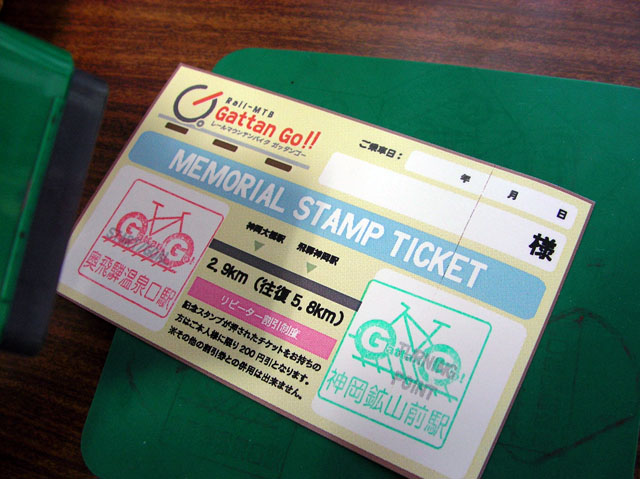 Rail-MTB
Gattan Go!!
レールマウンテンバイク ガッタンゴー
ご乗車日：
年 月 日
様
MEMORIAL STAMP TICKET
神岡大橋駅 飛騨神岡駅
2.9km（往復5.8km）
リピーター割引制度
記念スタンプが押されたチケットをお持ちの
方はご本人様に限り200円引となります。
※その他の割引券との併用は出来ません。
奥飛騨温泉口駅
Gattan Go!!
TURNING
POINT
神岡鉱山前駅